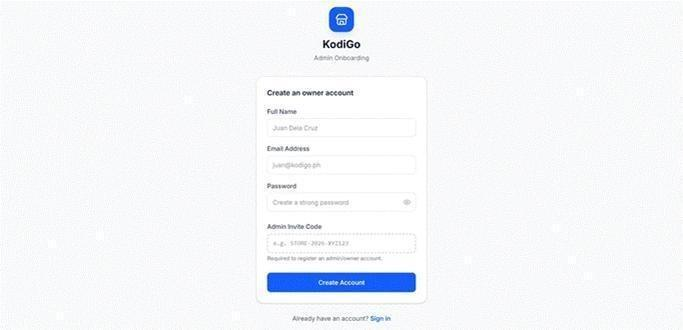 KodiGo
Admin Onboarding
Create an owner account
Full Name
Juan Dela Cruz
Email Address
juan@kodigo.ph
Password
Create a strong password
Admin Invite Code
e.g. STORE-2026-XYZ123
Required to register an admin/owner account.
Create Account
Already have an account? Sign in